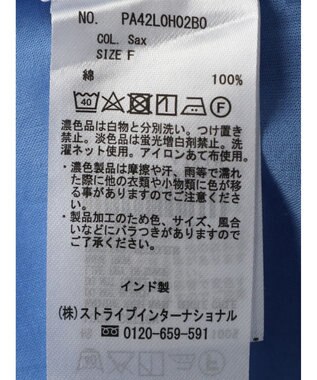 NO. PA42L0H02B0
COL. Sax
SIZE F
綿 100%
40 F
濃色品は白物と分別洗い。つけ置き
禁止。淡色品は蛍光増白剤禁止。洗
濯ネット使用。アイロンあて布使用。
・濃色製品は摩擦や汗、雨等で濡れ
た際に他の衣類や小物類に色が移
る事がありますのでご注意くださ
い。
・製品加工のため色、サイズ、風合
いなどにバラつきがありますのでご
了承ください。
インド製
(株)ストライプインターナショナル
0120-659-591